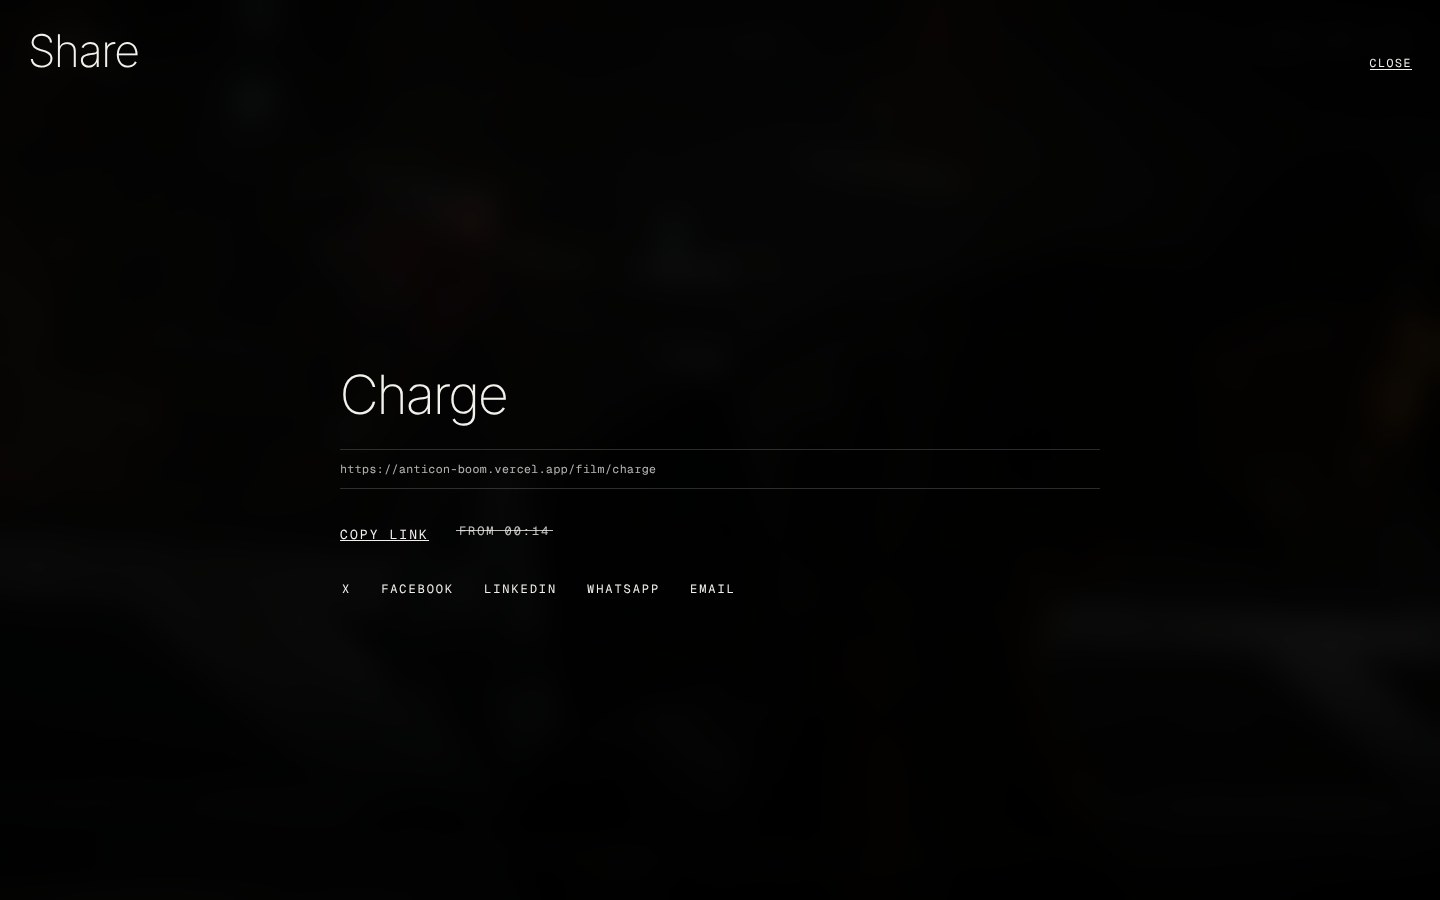 Share
CLOSE
Charge
https://anticon-boom.vercel.app/film/charge
COPY LINK FROM 00:14
X FACEBOOK LINKEDIN WHATSAPP EMAIL